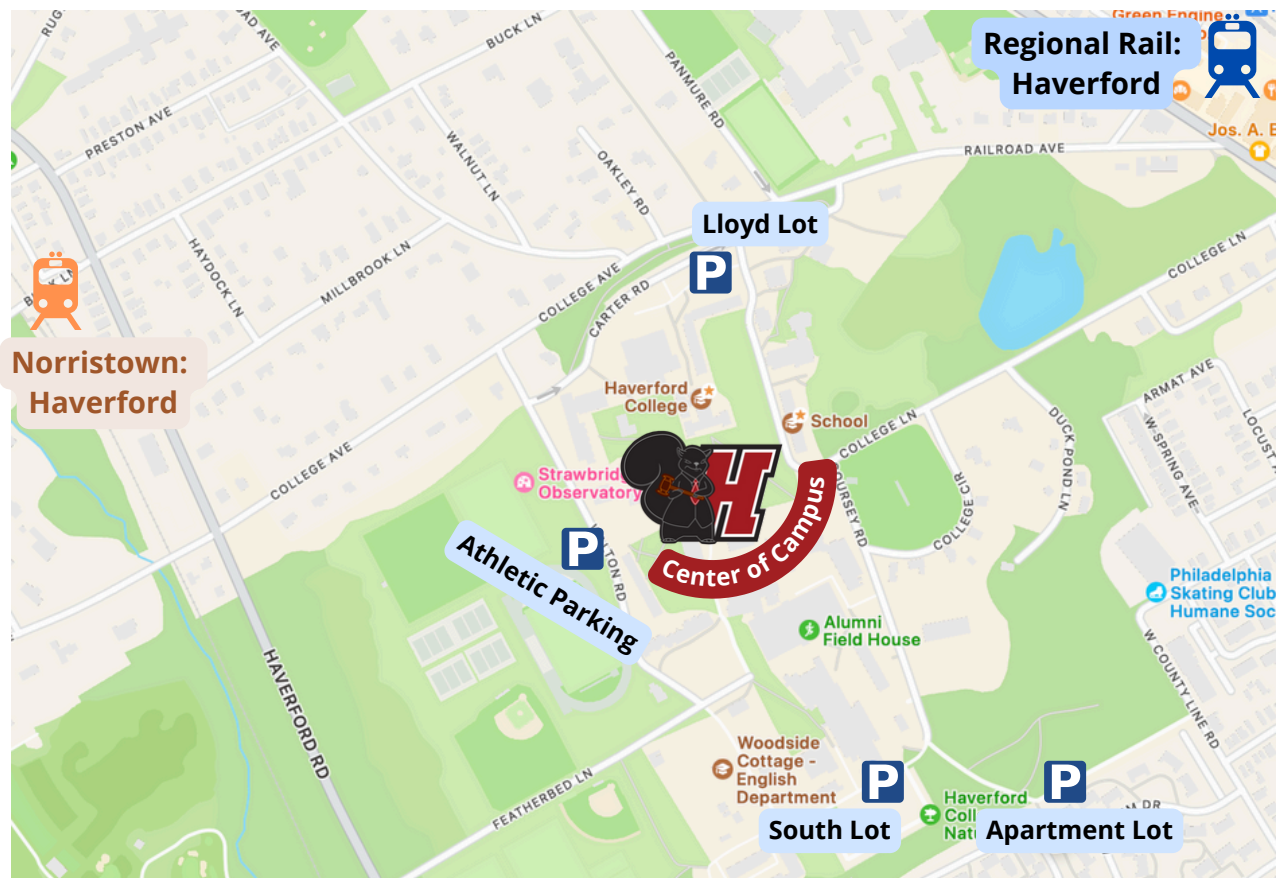 Green Engine
Regional Rail:
Haverford
Jos. A. B
BUCK LN
PANMURE RD
PRESTON AVE
WALNUT LN
OAKLEY RD
RAILROAD AVE
Lloyd Lot
P
COLLEGE LN
HAYDOCK LN
MILLBROOK LN
COLLEGE AVE
CARTER RD
Norristown:
Haverford
Haverford
College
School
COLLEGE LN
ARMAT AVE
W SPRING AVE
DUCK POND LN
COLLEGE AVE
Strawbridg
Observatory
H
COLLEGE CIR
Center of Campus
P
Athletic Parking
Philadelphia
Skating Club
Humane Soc
Alumni
Field House
W COUNTY LINE RD
HAVERFORD RD
FEATHERBED LN
Woodside
Cottage -
English
Department
P
South Lot
Haverford
Coll
Natu
P
Apartment Lot